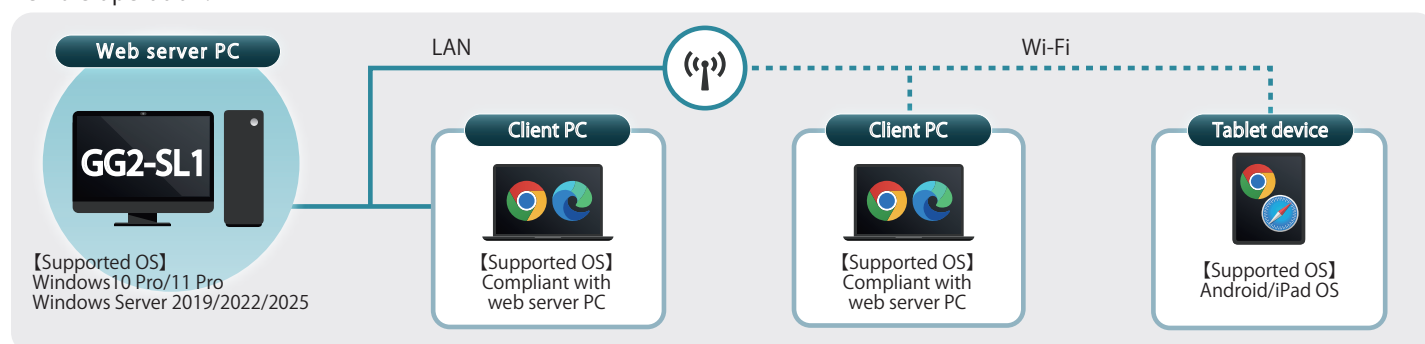 Web server PC
LAN
Wi-Fi
GG2-SL1
Client PC
Client PC
Tablet device
【Supported OS】
Windows10 Pro/11 Pro
Windows Server 2019/2022/2025
【Supported OS】
Compliant with
web server PC
【Supported OS】
Compliant with
web server PC
【Supported OS】
Android/iPad OS